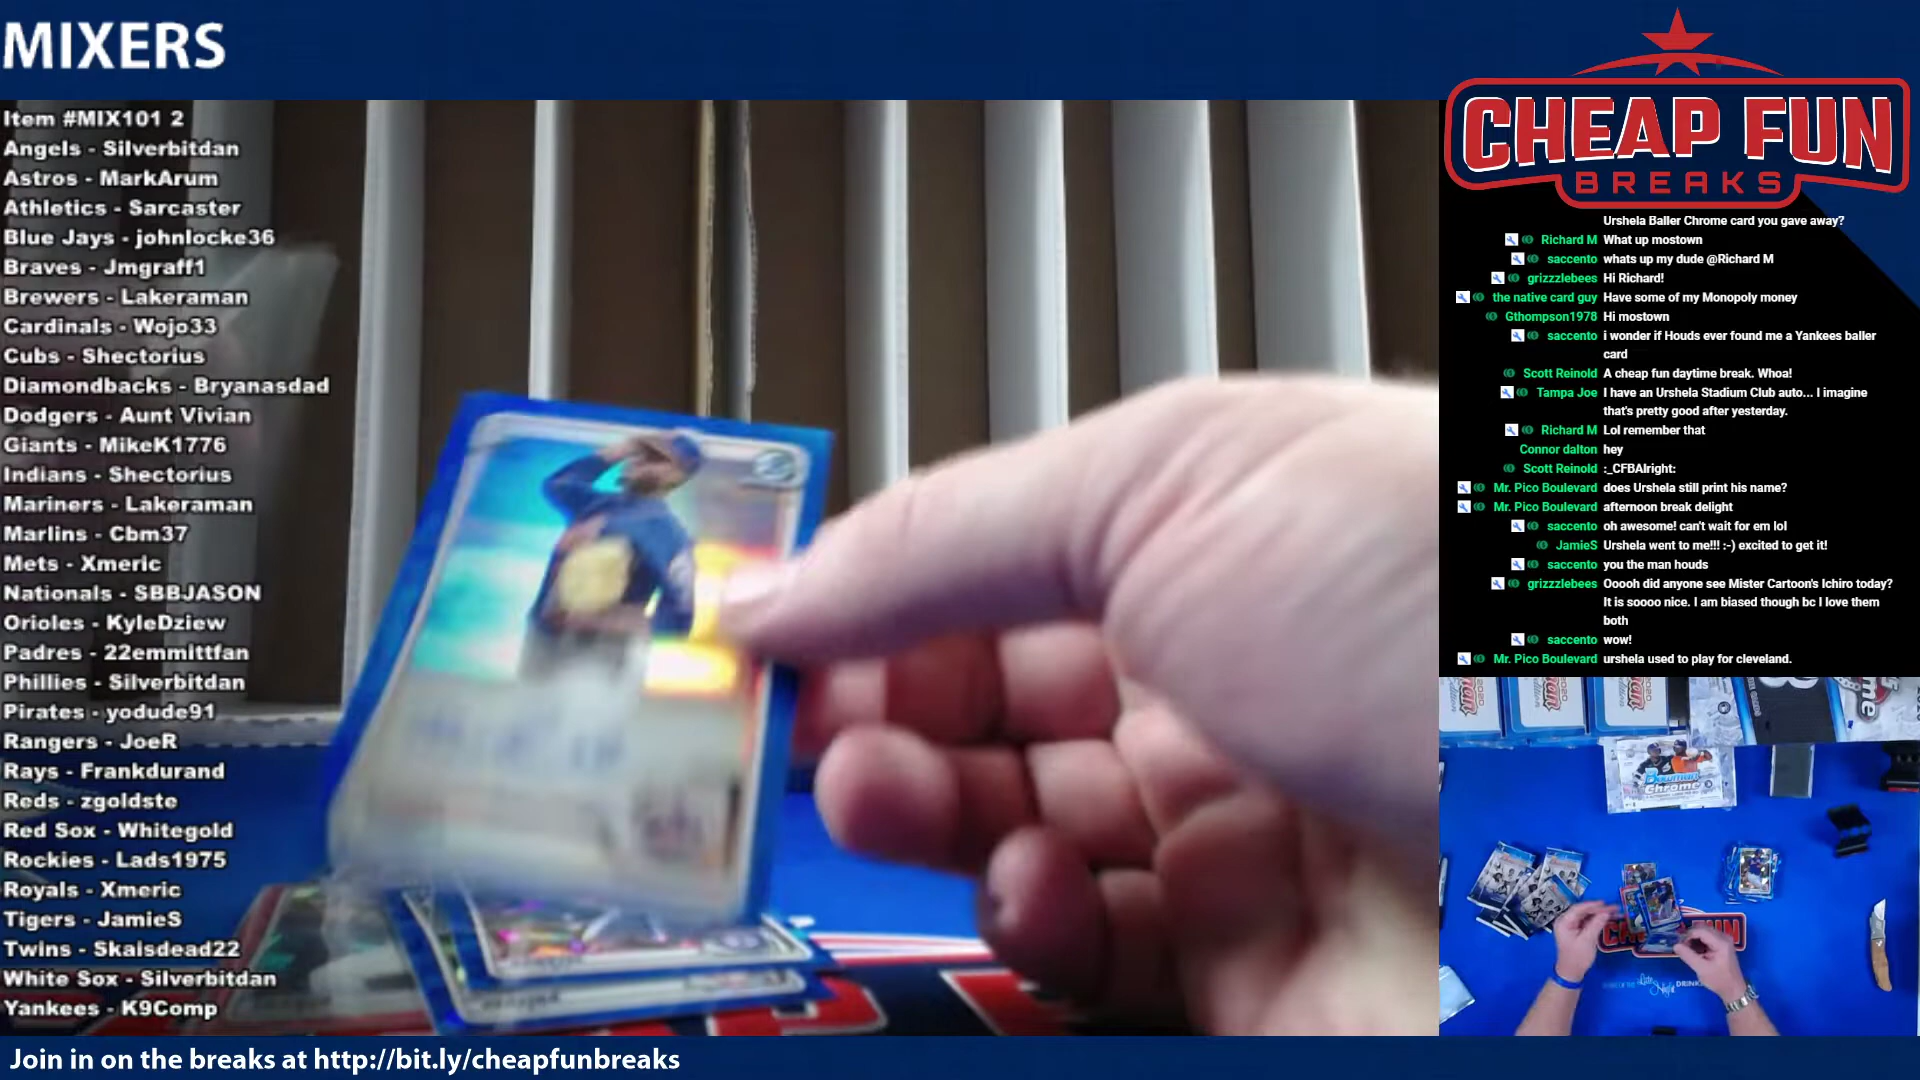 MIXERS
Item #MIX101 2
Angels - Silverbitdan
Astros - MarkArum
Athletics - Sarcaster
Blue Jays - johnlocke36
Braves - Jmgraff1
Brewers - Lakeraman
Cardinals - Wojo33
Cubs - Shectorius
Diamondbacks - Bryanasdad
Dodgers - Aunt Vivian
Giants - MikeK1776
Indians - Shectorius
Mariners - Lakeraman
Marlins - Cbm37
Mets - Xmeric
Nationals - SBBJASON
Orioles - KyleDziew
Padres - 22emmittfan
Phillies - Silverbitdan
Pirates - yodude91
Rangers - JoeR
Rays - Frankdurand
Reds - zgoldste
Red Sox - Whitegold
Rockies - Lads1975
Royals - Xmeric
Tigers - JamieS
Twins - Skalsdead22
White Sox - Silverbitdan
Yankees - K9Comp
Join in on the breaks at http://bit.ly/cheapfunbreaks
CHEAP FUN
BREAKS
Urshela Baller Chrome card you gave away?
Richard M What up mostown
saccento whats up my dude @Richard M
grizzzlebees Hi Richard!
the native card guy Have some of my Monopoly money
Gthompson1978 Hi mostown
saccento i wonder if Houds ever found me a Yankees baller
card
Scott Reinold A cheap fun daytime break. Whoa!
Tampa Joe I have an Urshela Stadium Club auto... I imagine
that's pretty good after yesterday.
Richard M Lol remember that
Connor dalton hey
Scott Reinold :_CFBAlright:
Mr. Pico Boulevard does Urshela still print his name?
Mr. Pico Boulevard afternoon break delight
saccento oh awesome! can't wait for em lol
JamieS Urshela went to me!!! :-) excited to get it!
saccento you the man houds
grizzzlebees Ooooh did anyone see Mister Cartoon's Ichiro today?
It is soooo nice. I am biased though bc I love them
both
saccento wow!
Mr. Pico Boulevard urshela used to play for cleveland.
Bowman
Chrome